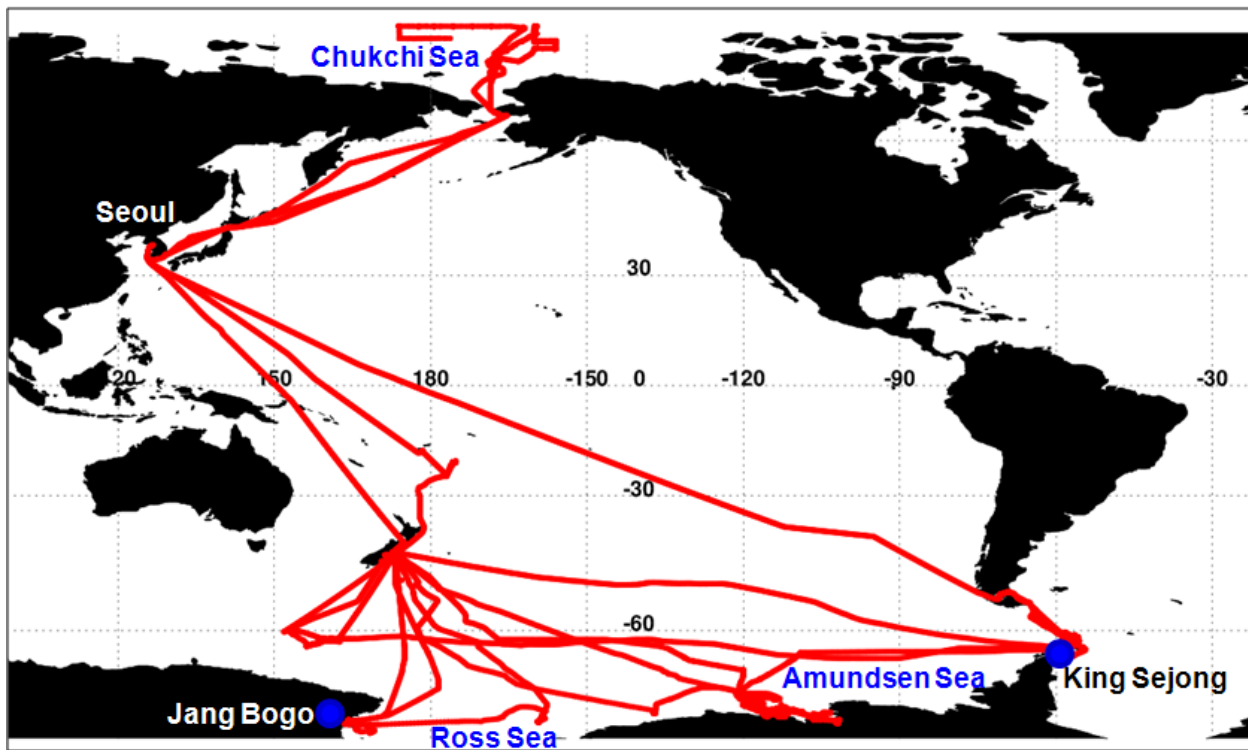 Chukchi Sea
Seoul
30
120 150 180 -150 0 -120 -90 -30
-30
-60
Amundsen Sea
King Sejong
Jang Bogo
Ross Sea